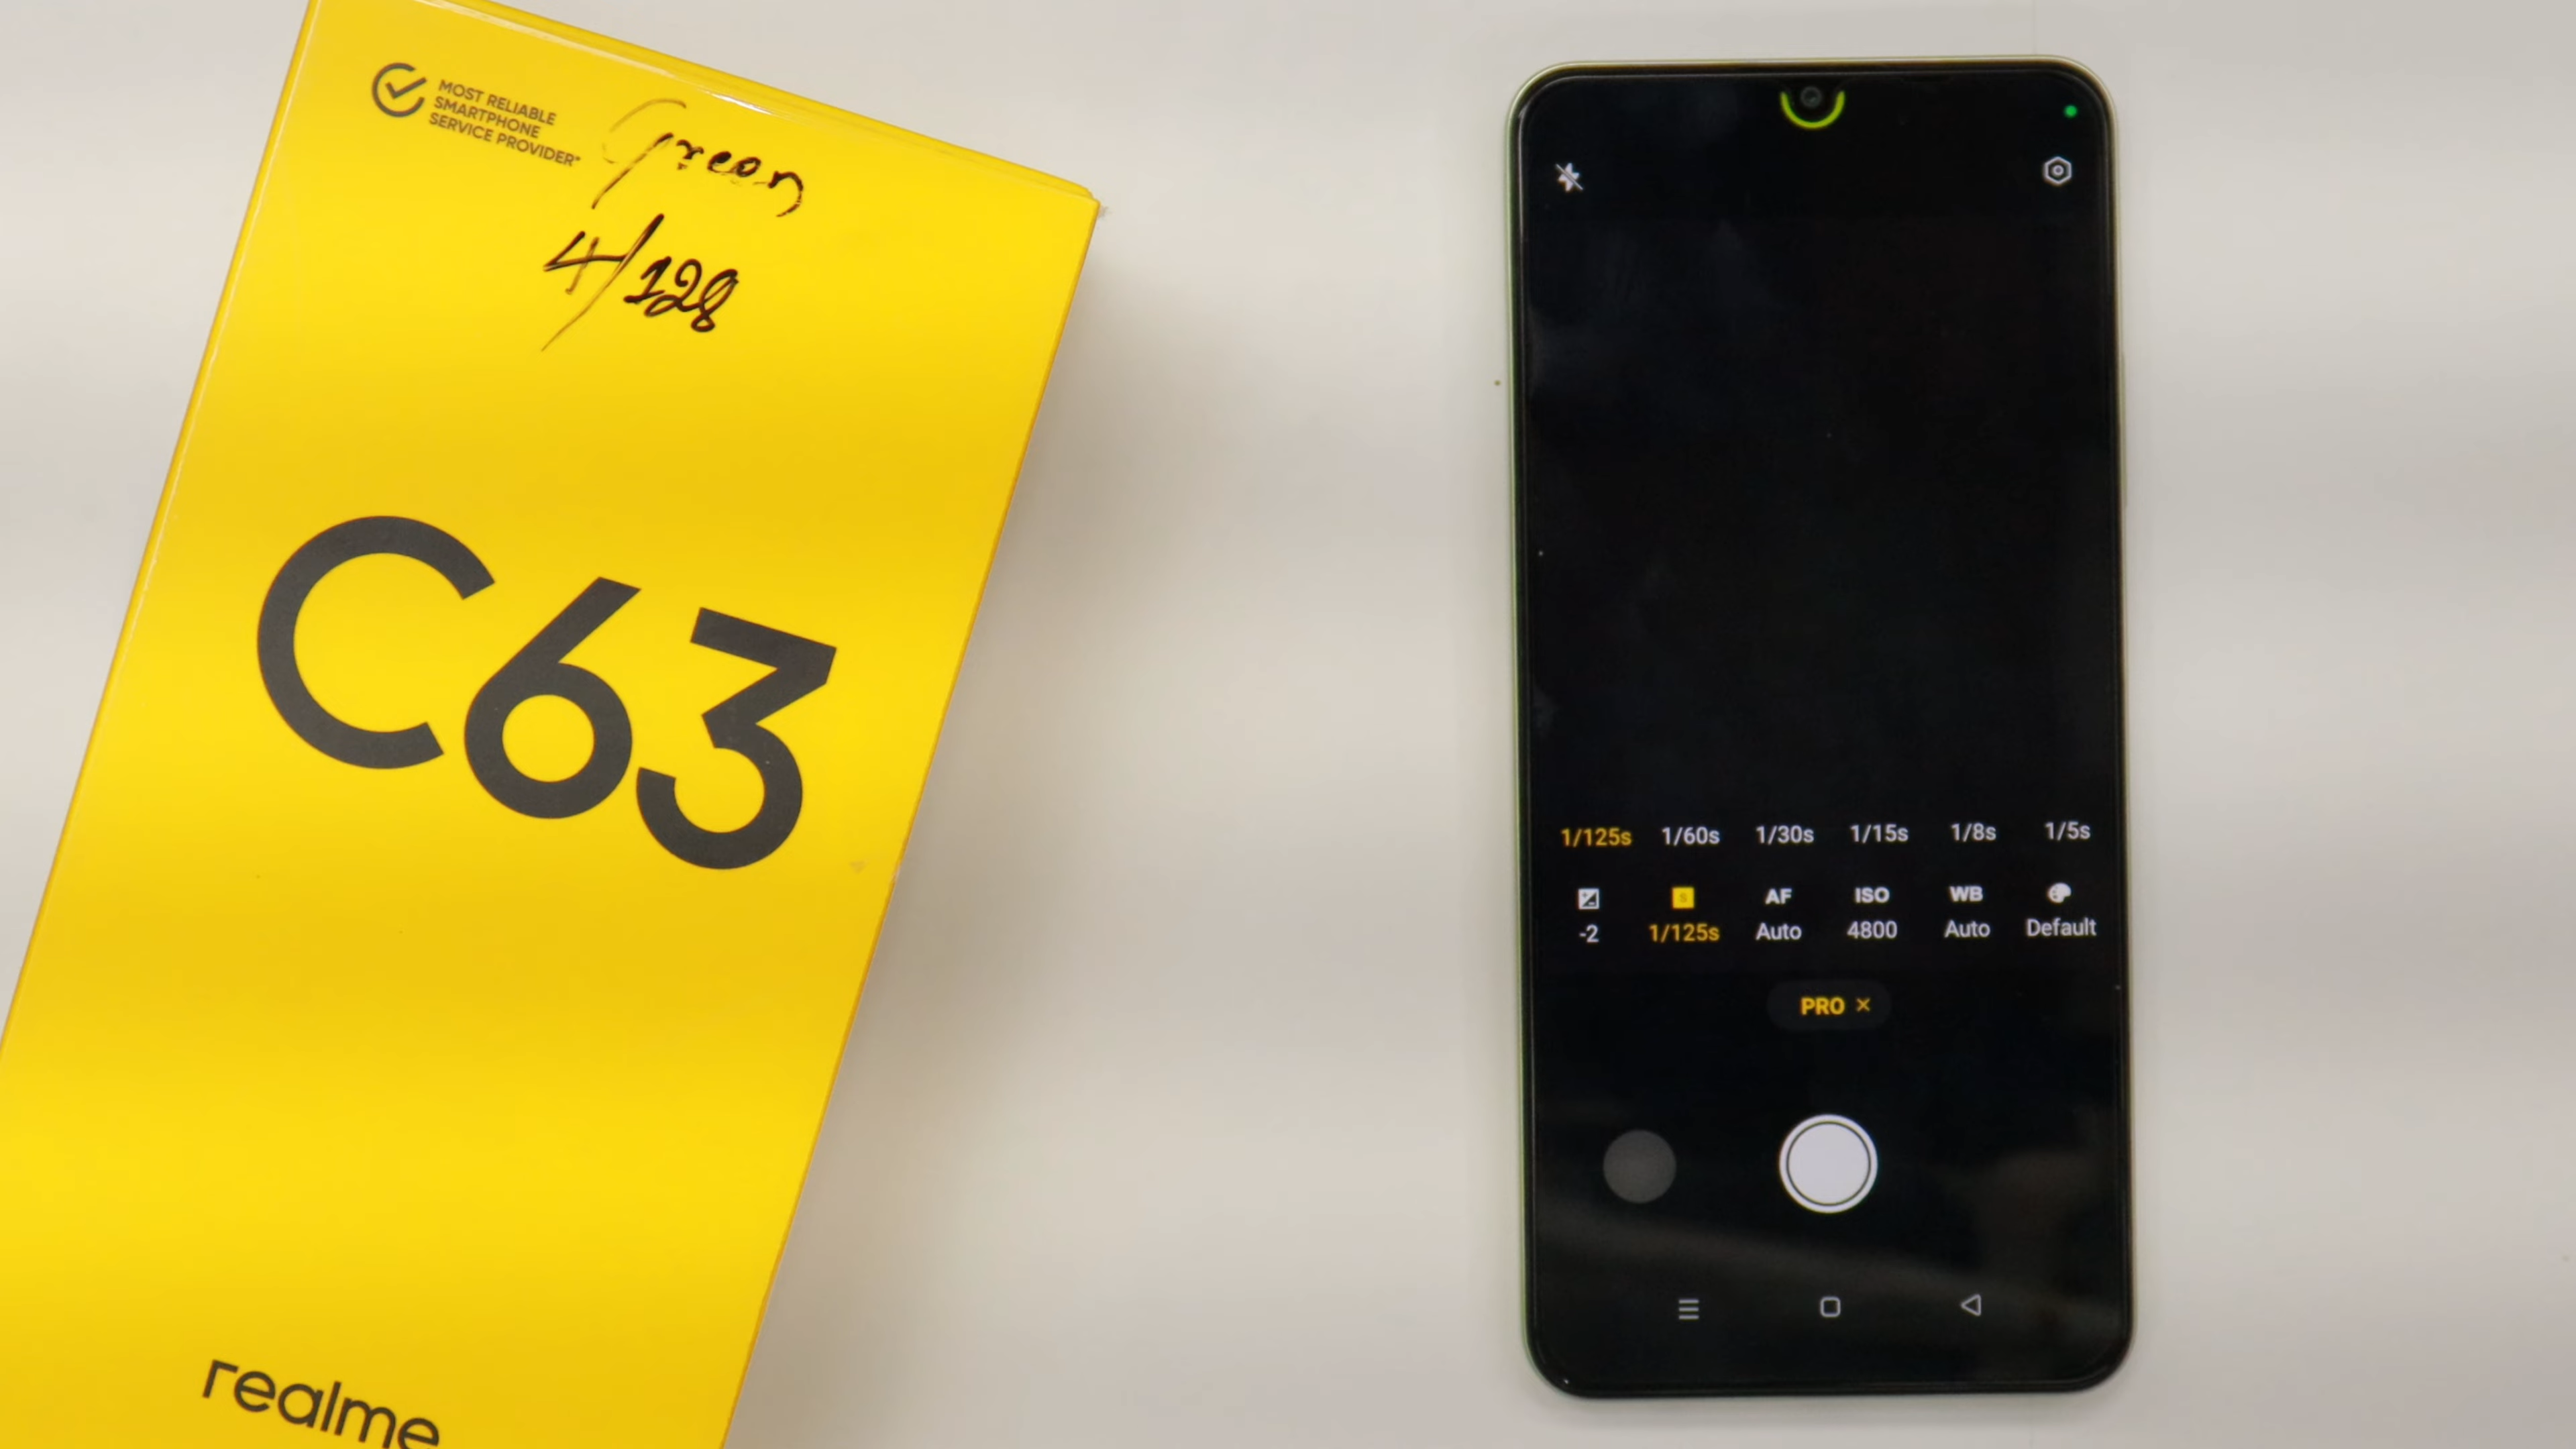 MOST RELIABLE
SMARTPHONE
SERVICE PROVIDER*
Green
4/128
C63
realme
1/125s 1/60s 1/30s 1/15s 1/8s 1/5s
S AF ISO WB
-2 1/125s Auto 4800 Auto Default
PRO ×